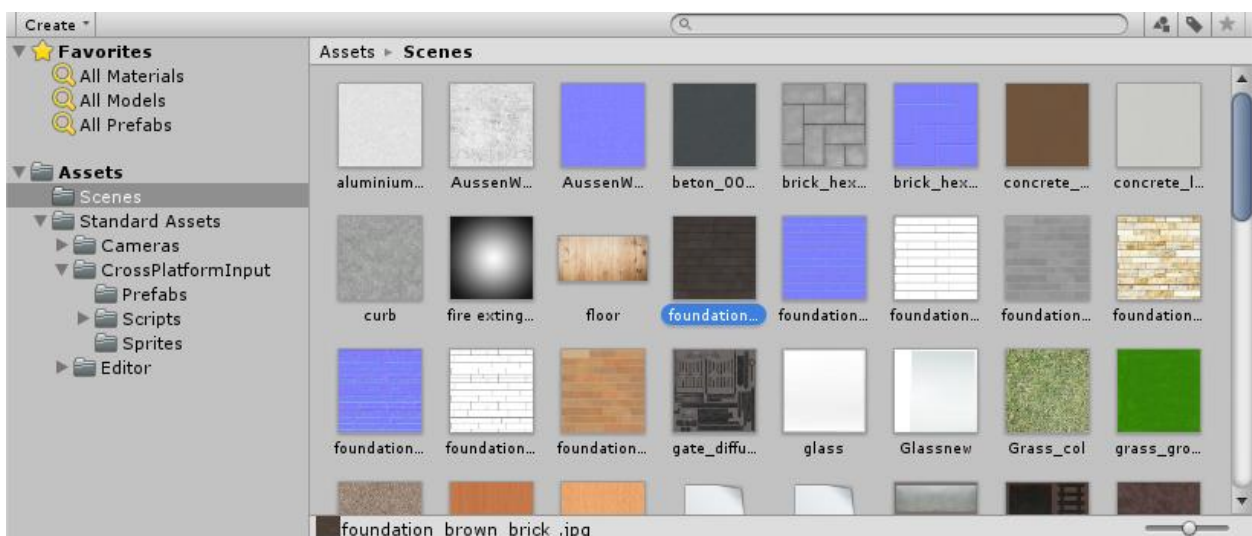 Create
Favorites
All Materials
All Models
All Prefabs
Assets
Scenes
Standard Assets
Cameras
CrossPlatformInput
Prefabs
Scripts
Sprites
Editor
Assets ▸ Scenes
aluminium... AussenW... AussenW... beton_00... brick_hex... brick_hex... concrete_... concrete_l...
curb fire exting... floor foundation... foundation... foundation... foundation... foundation...
foundation... foundation... foundation... gate_diffu... glass Glassnew Grass_col grass_gro...
foundation_brown_brick_.jpg